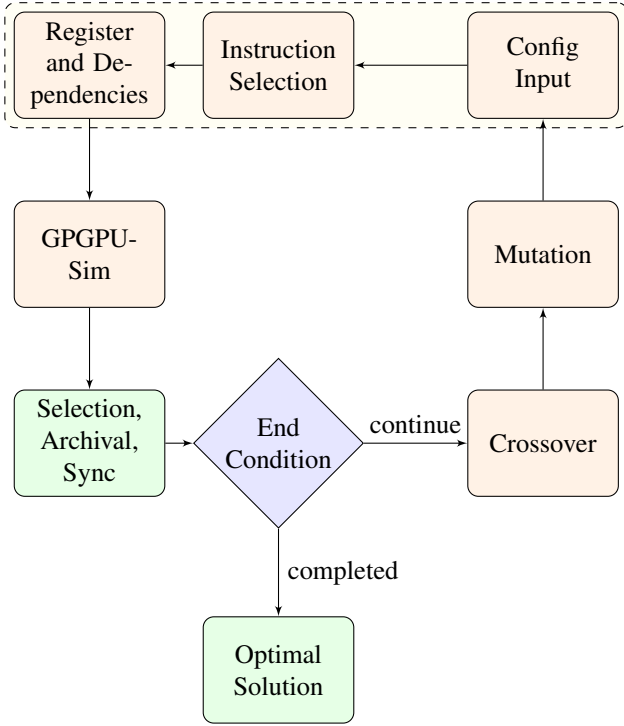 Register
and De-
pendencies
Instruction
Selection
Config
Input
GPGPU-
Sim
Mutation
Selection,
Archival,
Sync
End
Condition
continue
Crossover
completed
Optimal
Solution